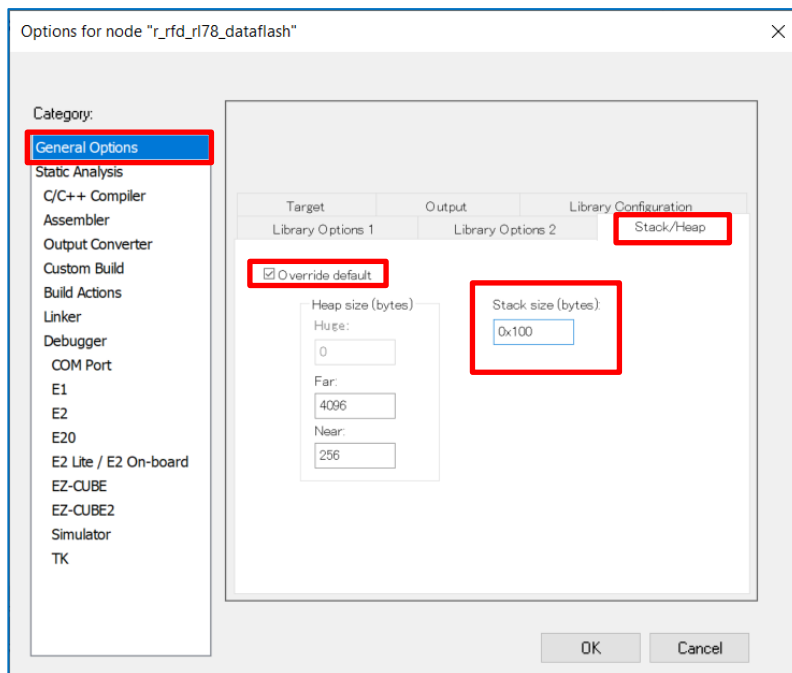 Options for node "r_rfd_rl78_dataflash"
Category:
General Options
Static Analysis
C/C++ Compiler
Assembler
Output Converter
Custom Build
Build Actions
Linker
Debugger
COM Port
E1
E2
E20
E2 Lite / E2 On-board
EZ-CUBE
EZ-CUBE2
Simulator
TK
Target Output Library Configuration
Library Options 1 Library Options 2 Stack/Heap
Override default
Heap size (bytes)
Huge:
0
Far:
4096
Near:
256
Stack size (bytes):
0x100
OK Cancel